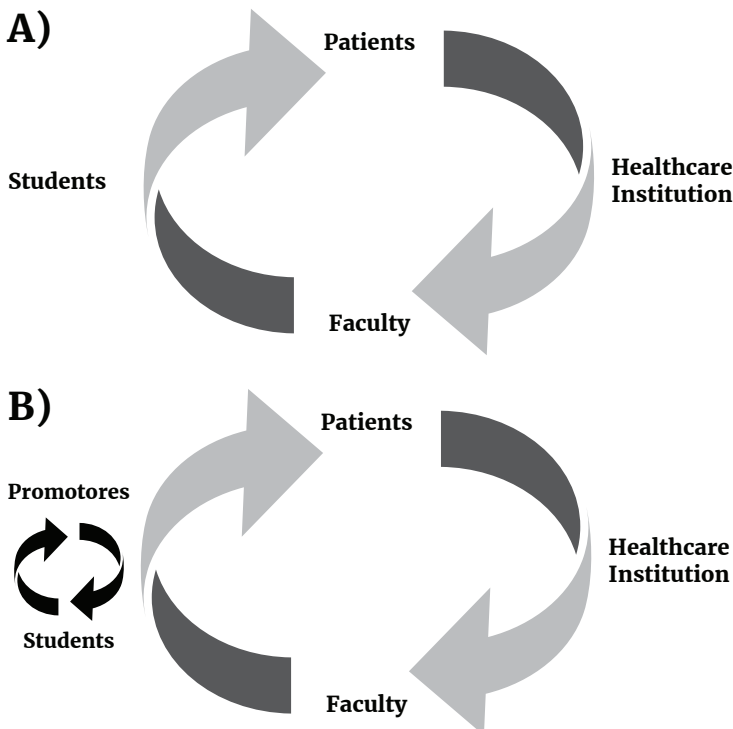 A)
Patients
Students
Healthcare
Institution
Faculty
B)
Patients
Promotores
Healthcare
Institution
Students
Faculty